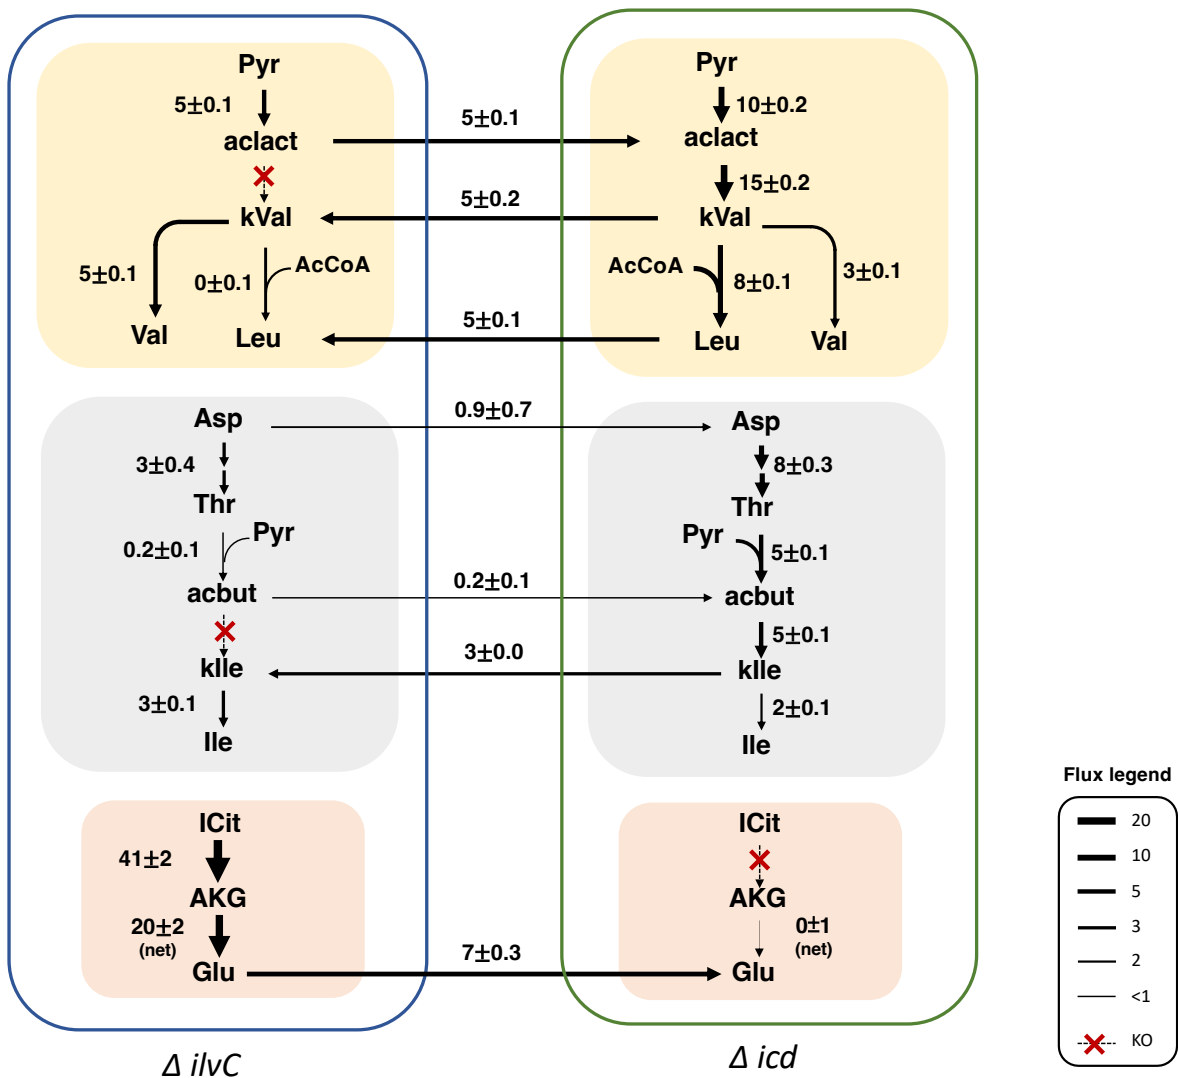 Pyr
5±0.1
aclact
kVal
5±0.1
0±0.1
AcCoA
Val
Leu
5±0.1
5±0.2
5±0.1
Pyr
10±0.2
aclact
15±0.2
kVal
AcCoA
8±0.1
3±0.1
Leu
Val
Asp
3±0.4
Thr
Pyr
0.2±0.1
acbut
kIle
3±0.1
Ile
0.9±0.7
0.2±0.1
3±0.0
Asp
8±0.3
Thr
Pyr
5±0.1
acbut
5±0.1
kIle
2±0.1
Ile
ICit
41±2
AKG
20±2
(net)
Glu
7±0.3
ICit
AKG
0±1
(net)
Glu
Δ ilvC
Δ icd
Flux legend
20
10
5
3
2
<1
KO